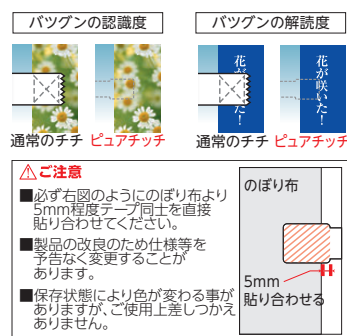 バツグンの認識度
バツグンの解読度
花が咲いた!
花が咲いた!
通常のチチ
ピュアチッチ
通常のチチ
ピュアチッチ
ご注意
■必ず右図のようにのぼり布より
5mm程度テープ同士を直接
貼り合わせてください。
■製品の改良のため仕様等を
予告なく変更することが
あります。
■保存状態により色が変わる事が
ありますが、ご使用上差しつかえ
ありません。
のぼり布
5mm
貼り合わせる